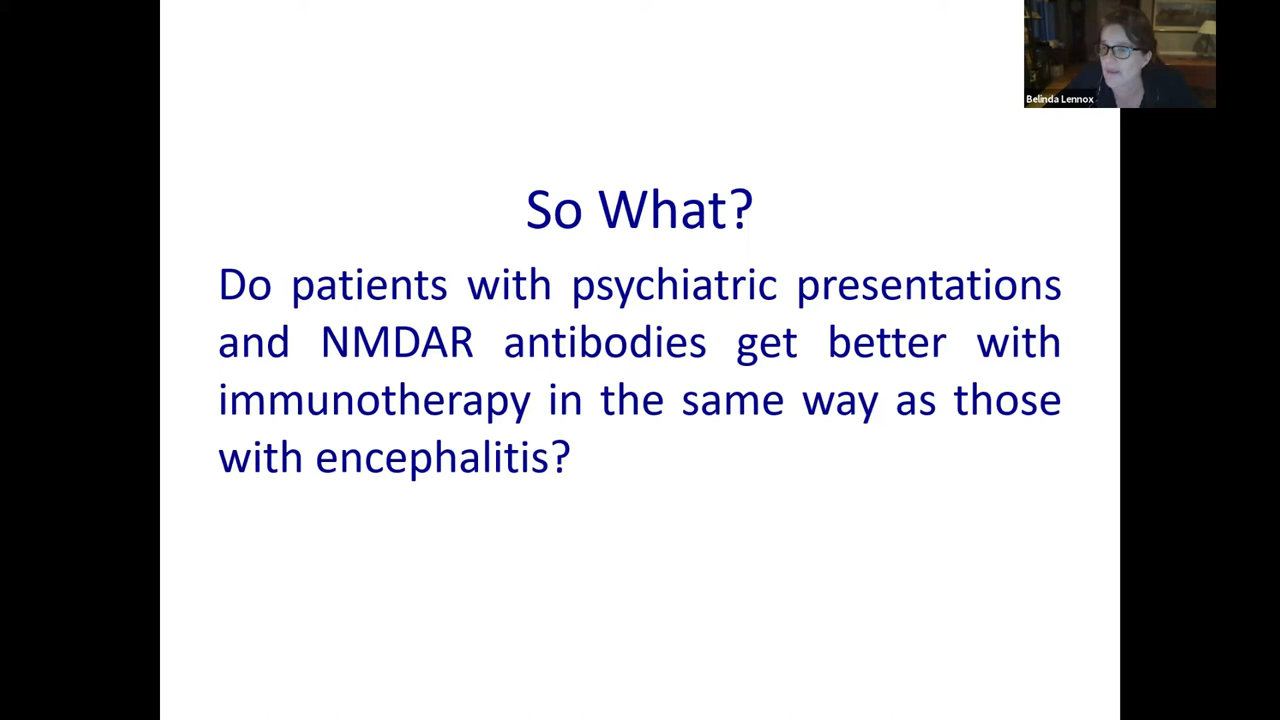 Belinda Lennox
So What?
Do patients with psychiatric presentations
and NMDAR antibodies get better with
immunotherapy in the same way as those
with encephalitis?